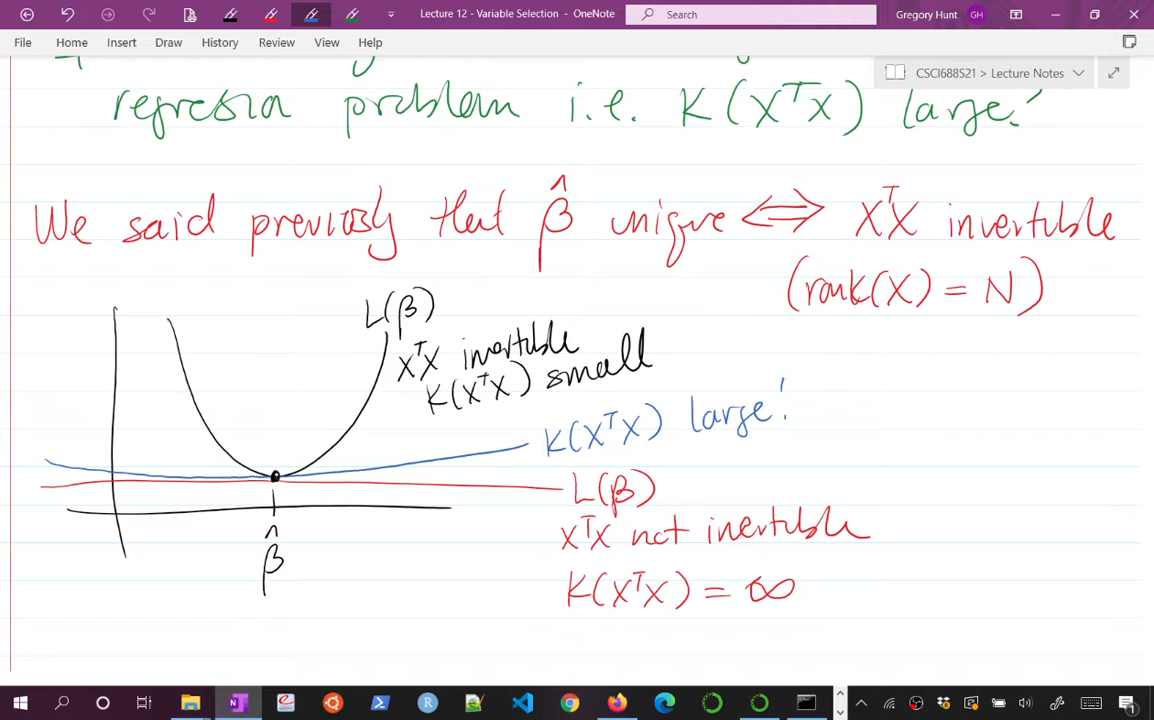 Lecture 12 - Variable Selection - OneNote
Search
Gregory Hunt GH
File Home Insert Draw History Review View Help
CSCI688S21 > Lecture Notes
regression problem i.e. K(XᵀX) large!
We said previously that β̂ unique ⟺ XᵀX invertible
(rank(X) = N)
L(β)
XᵀX invertible
K(XᵀX) small
K(XᵀX) large!
L(β)
XᵀX not invertible
K(XᵀX) = ∞
β̂